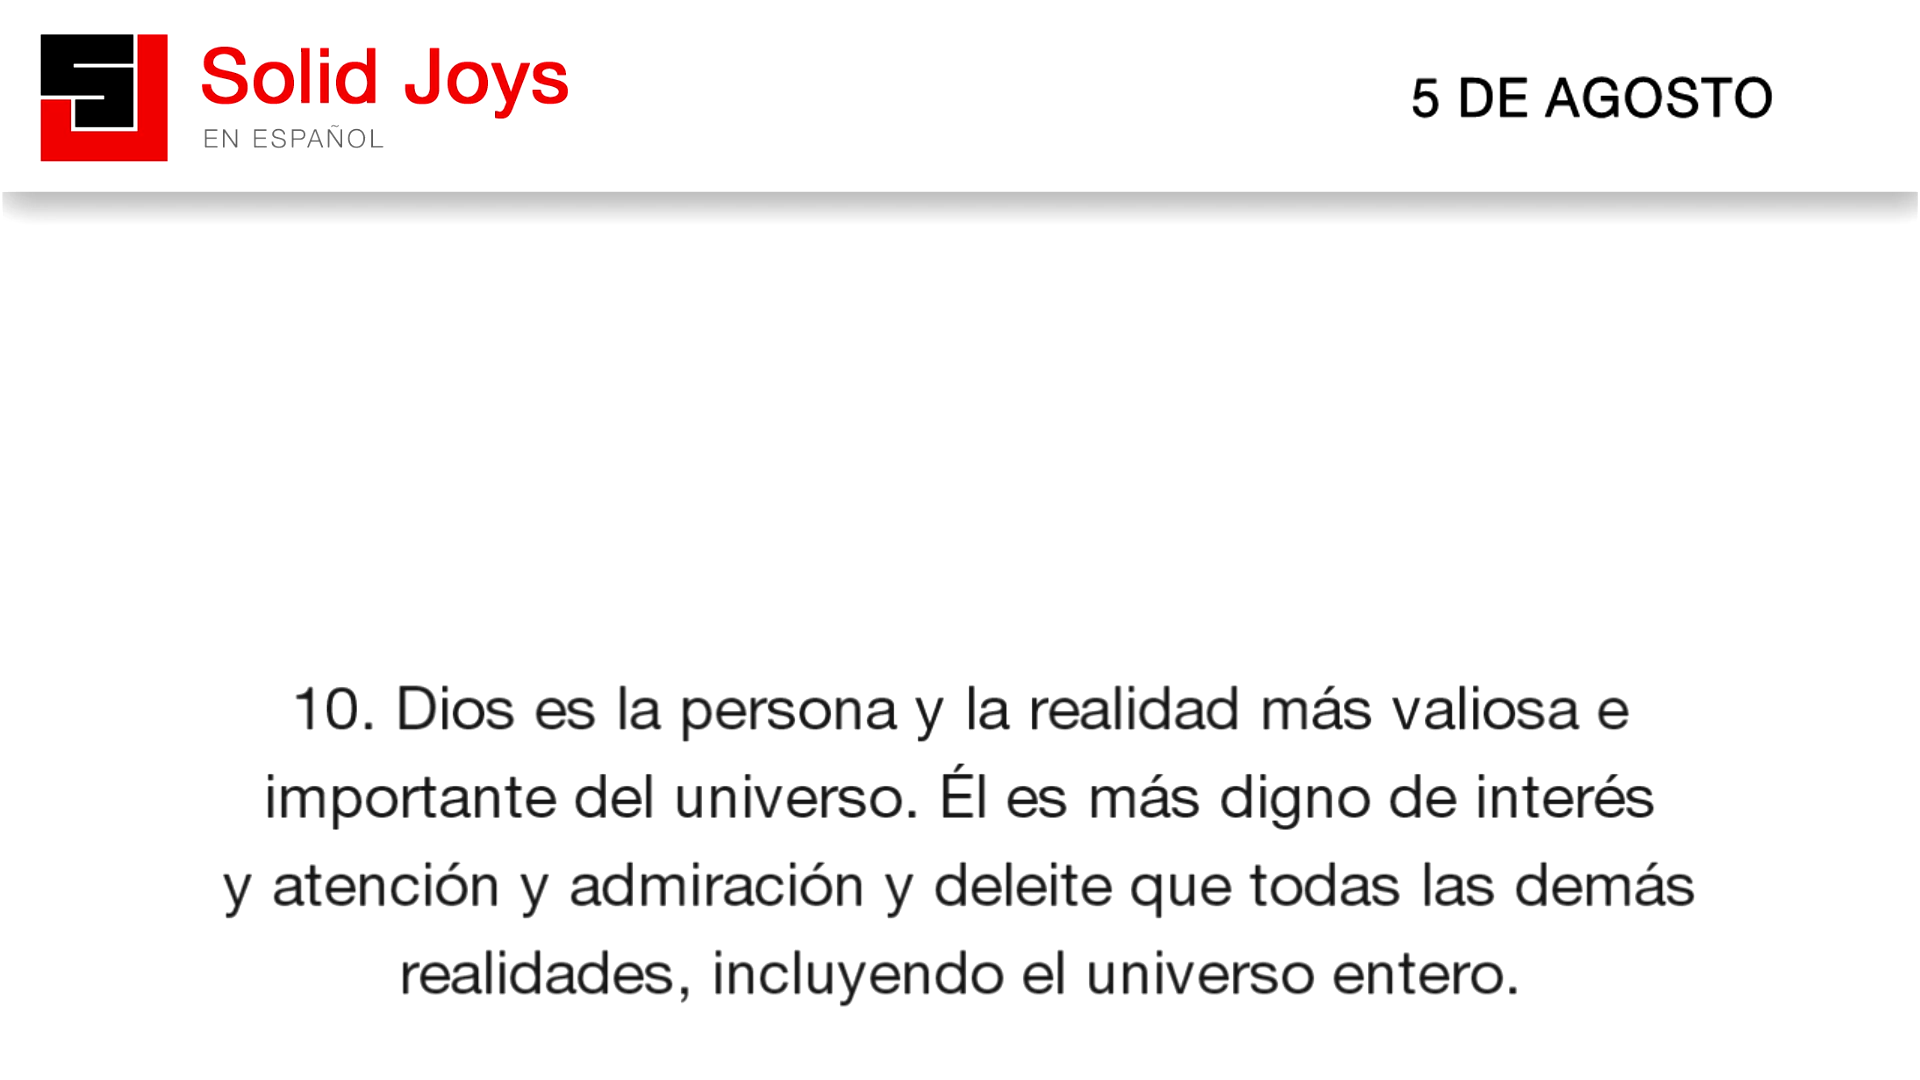 Solid Joys
EN ESPAÑOL
5 DE AGOSTO
10. Dios es la persona y la realidad más valiosa e
importante del universo. Él es más digno de interés
y atención y admiración y deleite que todas las demás
realidades, incluyendo el universo entero.